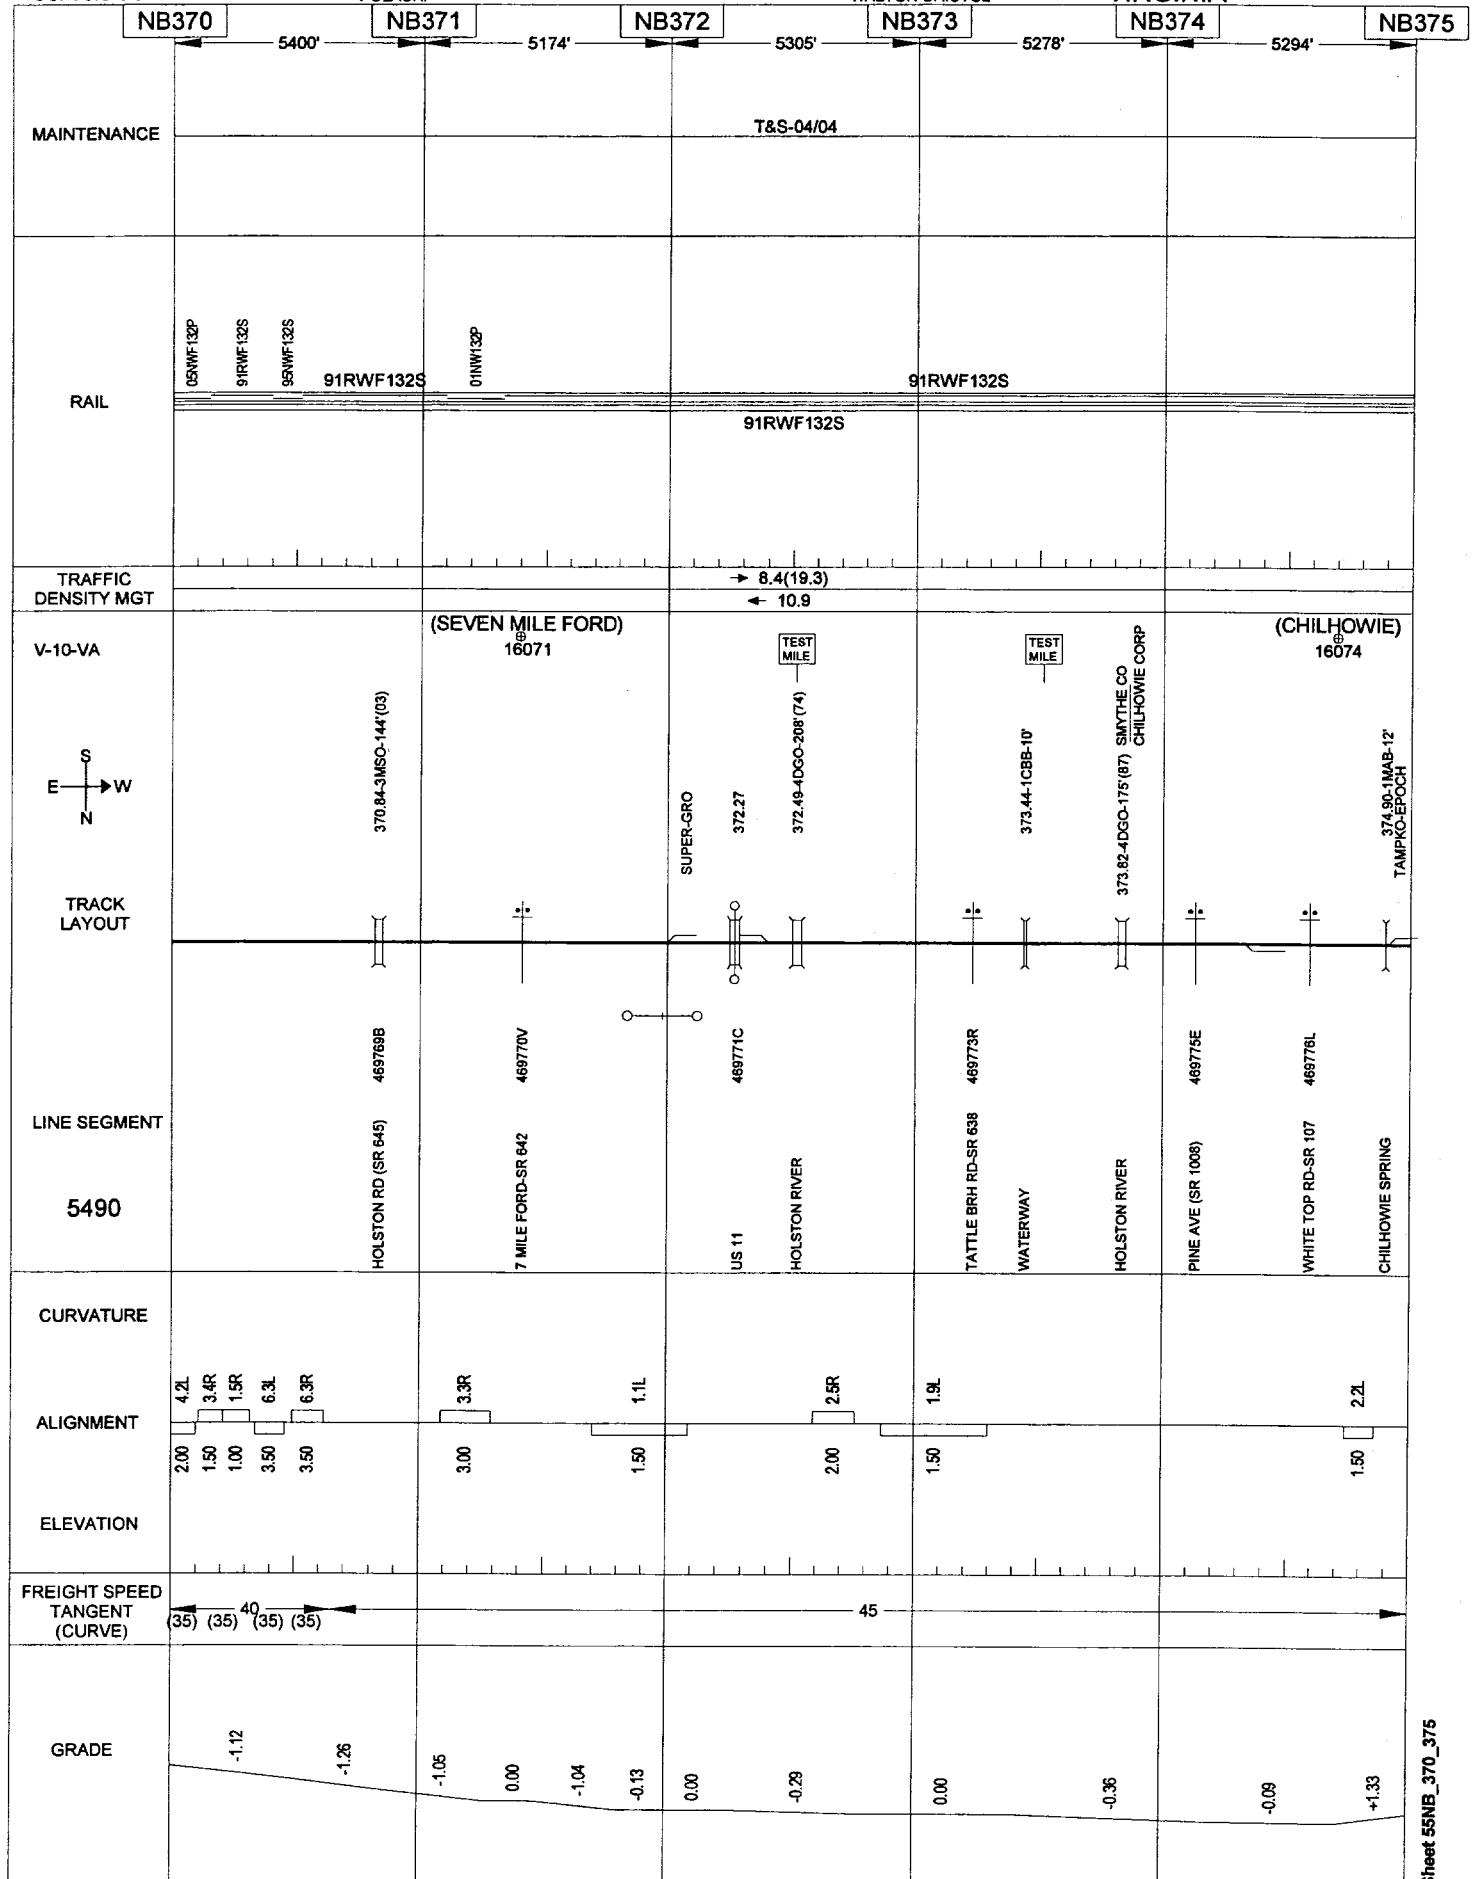 NB370 NB371 NB372 NB373 NB374 NB375
5400' 5174' 5305' 5278' 5294'
MAINTENANCE
T&S-04/04
RAIL
05NWF132P
91RWF132S
95NWF132S
91RWF132S
01NW132P
91RWF132S
91RWF132S
TRAFFIC
DENSITY MGT
→ 8.4(19.3)
← 10.9
V-10-VA
(SEVEN MILE FORD)
16071
TEST
MILE
TEST
MILE
(CHILHOWIE)
16074
S
E W
N
370.84-3MSO-144'(03)
SUPER-GRO
372.27
372.49-4DGO-208'(74)
373.44-1CBB-10'
373.82-4DGO-175'(87)
SMYTHE CO
CHILHOWIE CORP
374.90-1MAB-12'
TAMPKO-EPOCH
TRACK
LAYOUT
469769B
469770V
469771C
469773R
469775E
469776L
LINE SEGMENT
5490
HOLSTON RD (SR 645)
7 MILE FORD-SR 642
US 11
HOLSTON RIVER
TATTLE BRH RD-SR 638
WATERWAY
HOLSTON RIVER
PINE AVE (SR 1008)
WHITE TOP RD-SR 107
CHILHOWIE SPRING
CURVATURE
4.2L 3.4R 1.5R 6.3L 6.3R 3.3R 1.1L 2.5R 1.9L 2.2L
ALIGNMENT
2.00 1.50 1.00 3.50 3.50 3.00 1.50 2.00 1.50 1.50
ELEVATION
FREIGHT SPEED
TANGENT
(CURVE)
40 45
(35) (35) (35) (35)
GRADE
-1.12 -1.26 -1.05 0.00 -1.04 -0.13 0.00 -0.29 0.00 -0.36 -0.09 +1.33
Sheet 55NB_370_375